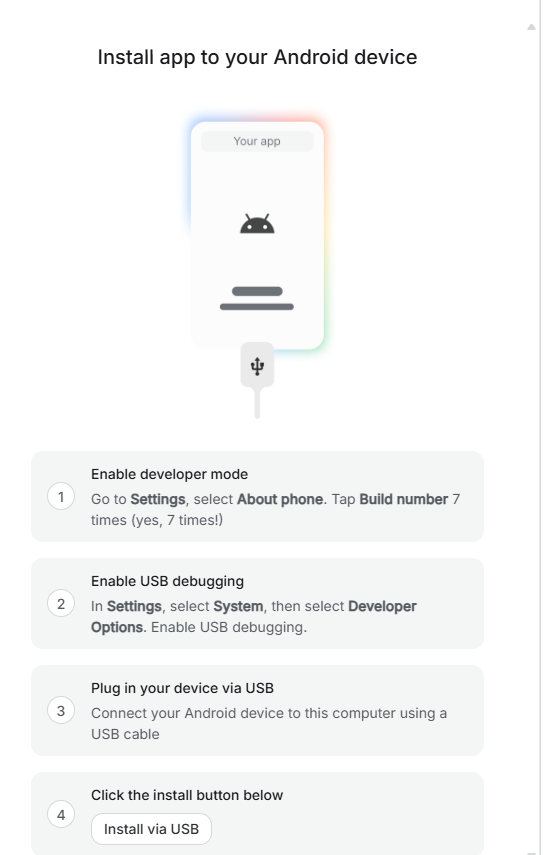 Install app to your Android device
Your app
1
Enable developer mode
Go to Settings, select About phone. Tap Build number 7
times (yes, 7 times!)
2
Enable USB debugging
In Settings, select System, then select Developer
Options. Enable USB debugging.
3
Plug in your device via USB
Connect your Android device to this computer using a
USB cable
4
Click the install button below
Install via USB